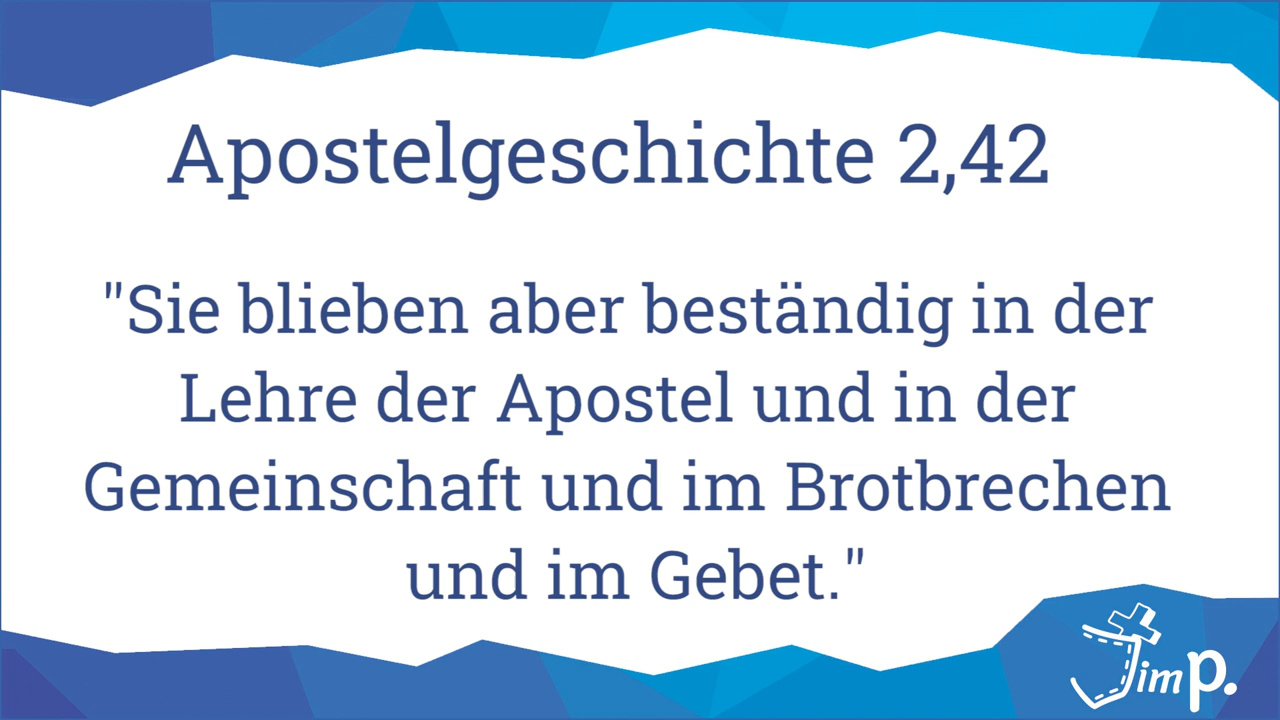 Apostelgeschichte 2,42
"Sie blieben aber beständig in der
Lehre der Apostel und in der
Gemeinschaft und im Brotbrechen
und im Gebet."
Jim P.